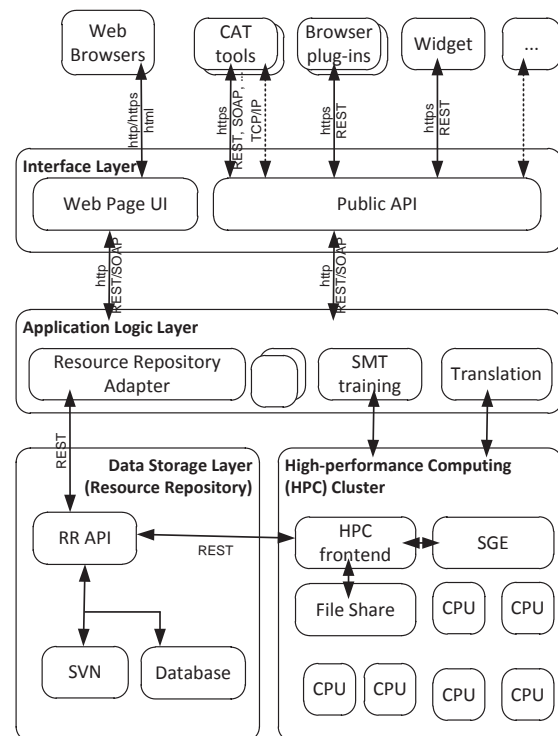 Web
Browsers
CAT
tools
Browser
plug-ins
Widget
...
http/https
html
https
REST, SOAP, ...
TCP/IP
https
REST
https
REST
Interface Layer
Web Page UI
Public API
http
REST/SOAP
http
REST/SOAP
Application Logic Layer
Resource Repository
Adapter
SMT
training
Translation
REST
Data Storage Layer
(Resource Repository)
High-performance Computing
(HPC) Cluster
RR API
REST
HPC
frontend
SGE
File Share
CPU
CPU
SVN
Database
CPU
CPU
CPU
CPU